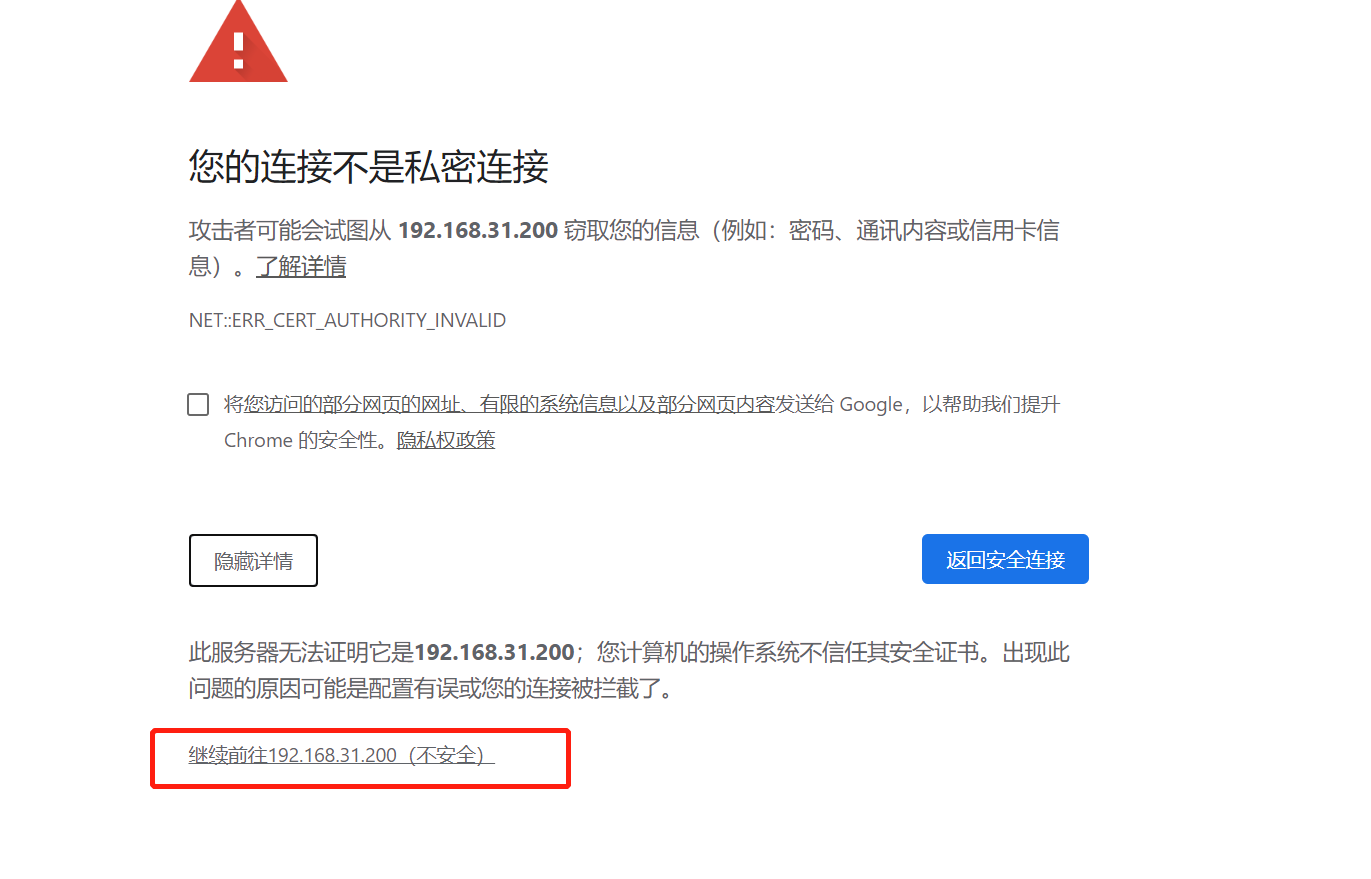 您的连接不是私密连接
攻击者可能会试图从 192.168.31.200 窃取您的信息（例如：密码、通讯内容或信用卡信
息）。了解详情
NET::ERR_CERT_AUTHORITY_INVALID
将您访问的部分网页的网址、有限的系统信息以及部分网页内容发送给 Google，以帮助我们提升
Chrome 的安全性。隐私权政策
隐藏详情
返回安全连接
此服务器无法证明它是192.168.31.200；您计算机的操作系统不信任其安全证书。出现此
问题的原因可能是配置有误或您的连接被拦截了。
继续前往192.168.31.200（不安全）